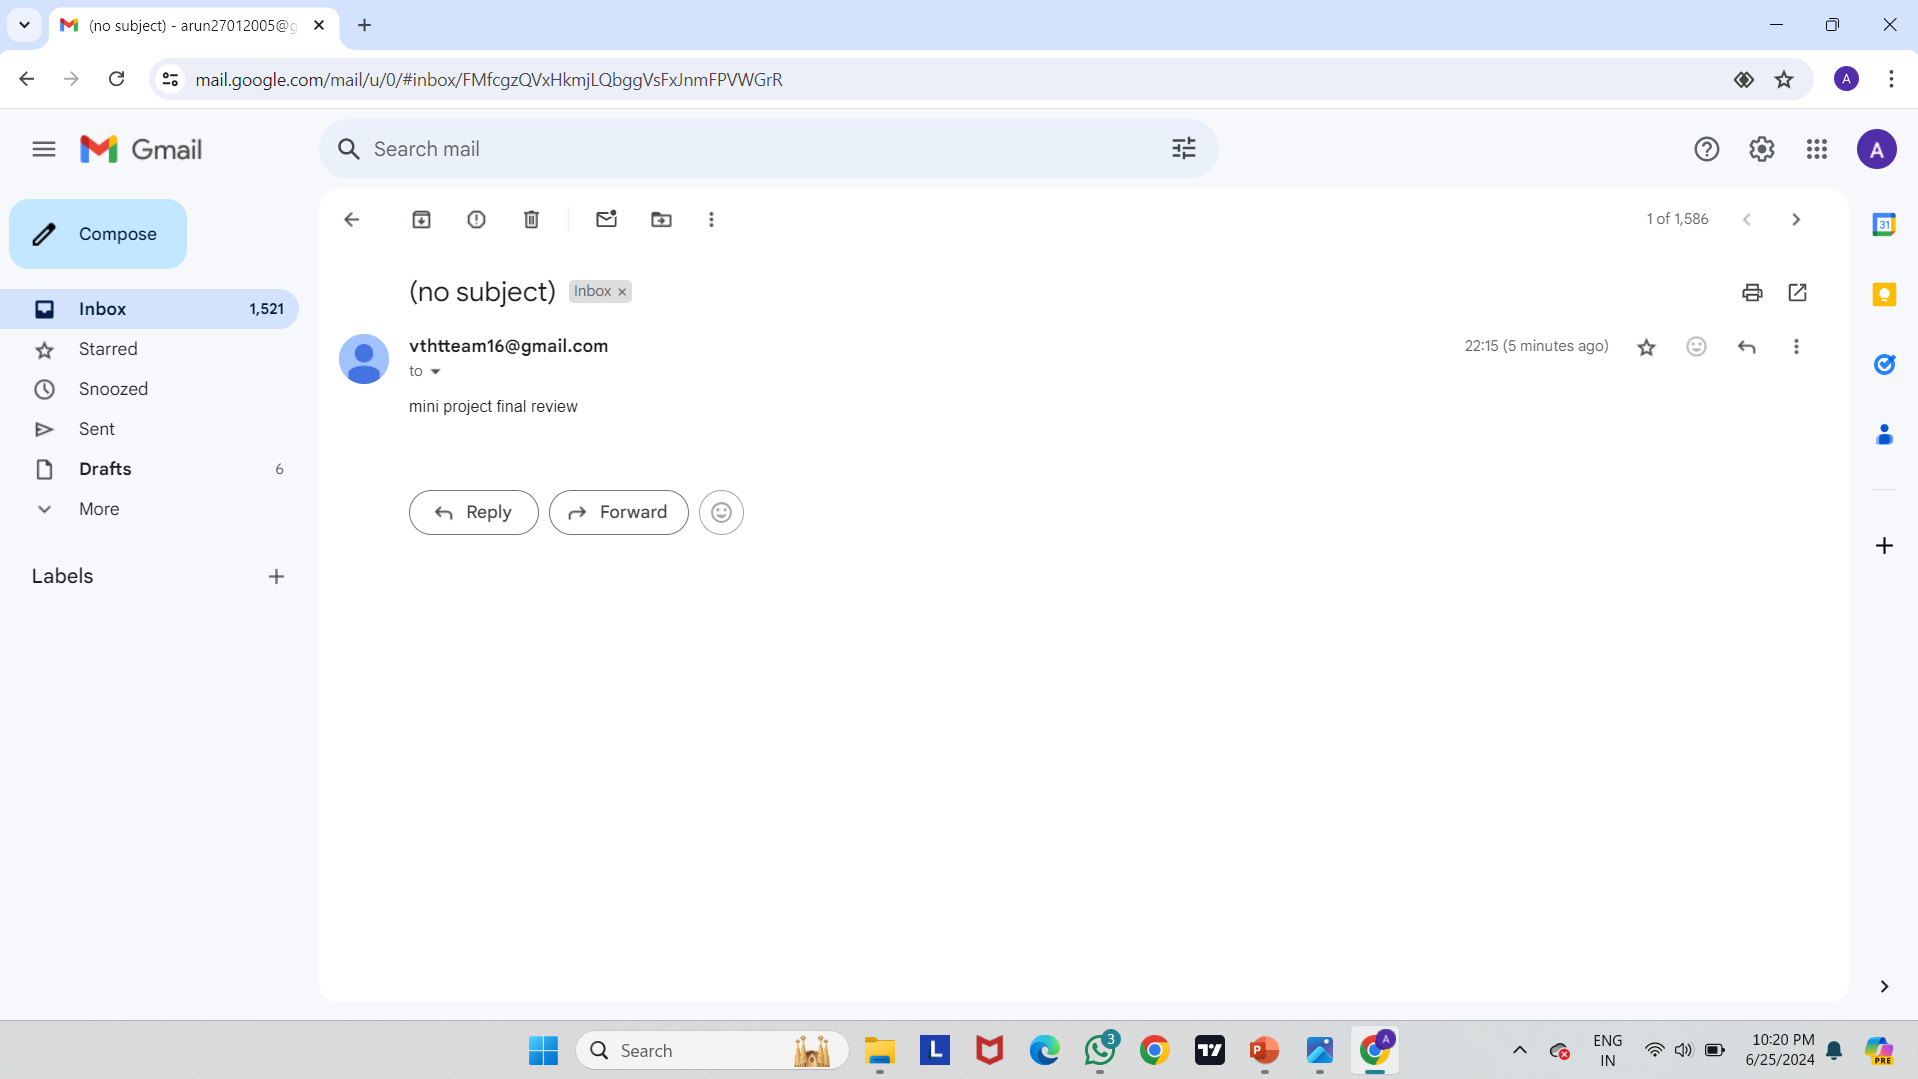 (no subject) - arun27012005@g
mail.google.com/mail/u/0/#inbox/FMfcgzQVxHkmjLQbggVsFxJnmFPVWGrR
A
Gmail
Search mail
A
Compose
1 of 1,586
31
(no subject)
Inbox
Inbox
1,521
Starred
vthtteam16@gmail.com
22:15 (5 minutes ago)
to
Snoozed
mini project final review
Sent
Drafts
6
More
Reply
Forward
Labels
Search
L
3
P
A
ENG
IN
10:20 PM
6/25/2024
PRE